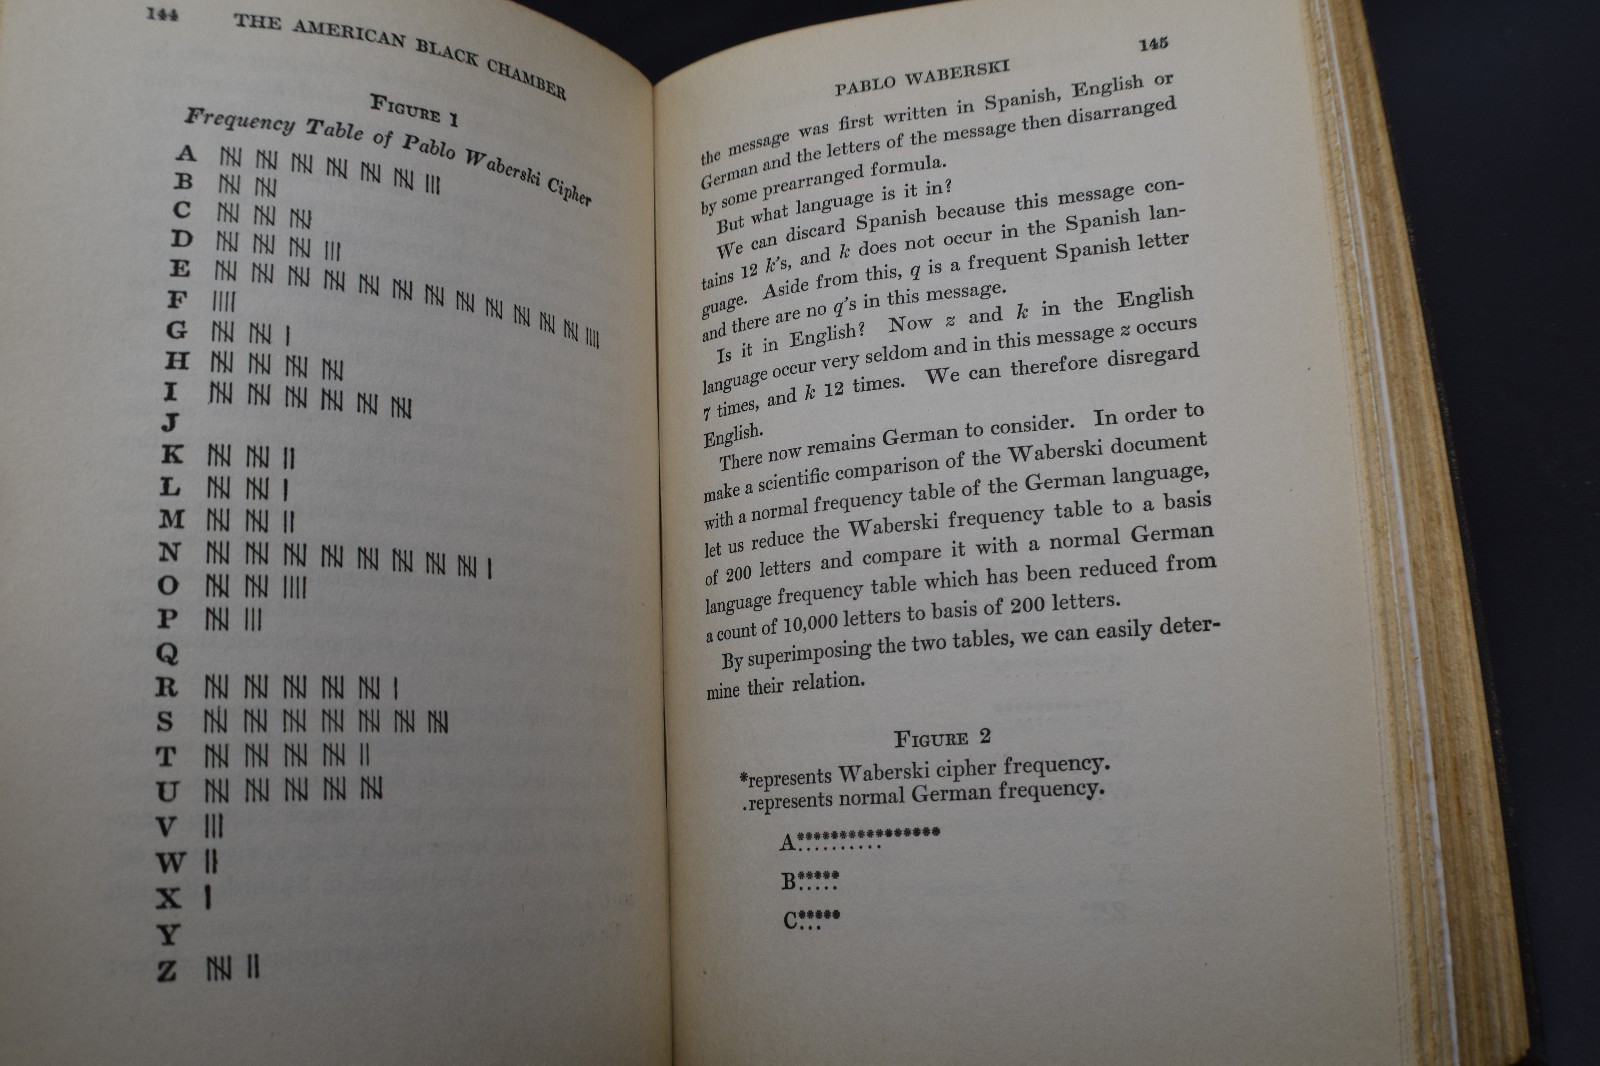 144 THE AMERICAN BLACK CHAMBER
FIGURE 1
Frequency Table of Pablo Waberski Cipher
A
B
C
D
E
F
G
H
I
J
K
L
M
N
O
P
Q
R
S
T
U
V
W
X
Y
Z
PABLO WABERSKI 145
the message was first written in Spanish, English or
German and the letters of the message then disarranged
by some prearranged formula.
But what language is it in?
We can discard Spanish because this message con-
tains 12 k's, and k does not occur in the Spanish lan-
guage. Aside from this, q is a frequent Spanish letter
and there are no q's in this message.
Is it in English? Now z and k in the English
language occur very seldom and in this message z occurs
7 times, and k 12 times. We can therefore disregard
English.
There now remains German to consider. In order to
make a scientific comparison of the Waberski document
with a normal frequency table of the German language,
let us reduce the Waberski frequency table to a basis
of 200 letters and compare it with a normal German
language frequency table which has been reduced from
a count of 10,000 letters to basis of 200 letters.
By superimposing the two tables, we can easily deter-
mine their relation.
FIGURE 2
*represents Waberski cipher frequency.
.represents normal German frequency.
A*****************
..........
B*****
.....
C*****
...